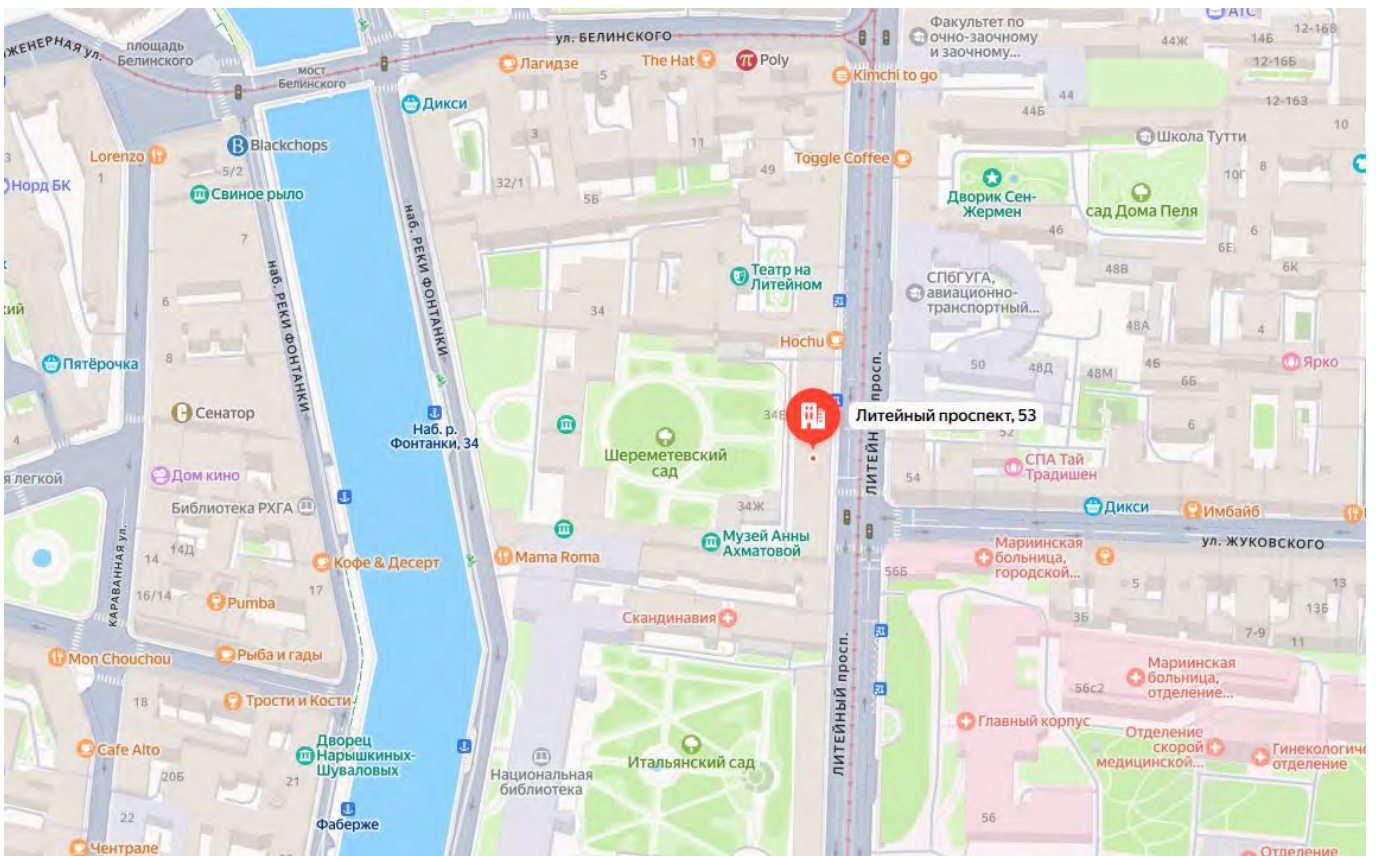 АТС
Факультет по
очно-заочному
и заочному...
44Ж
14Б
12-16В
12-16Б
ЖЕНЕРНАЯ УЛ.
площадь
Белинского
мост
Белинского
ул. БЕЛИНСКОГО
Лагидзе
5
The Hat
Poly
Kimchi to go
44
44Б
12-16З
10
Дикси
3
11
Школа Тутти
Blackchops
Lorenzo
3
1
5/2
Норд БК
Свиное рыло
32/1
5Б
49
Toggle Coffee
Дворик Сен-
Жермен
сад Дома Пеля
10Г
8
46
6
6Е
7
наб. РЕКИ ФОНТАНКИ
наб. РЕКИ ФОНТАНКИ
Театр на
Литейном
СПбГУГА,
авиационно-
транспортный...
48В
6К
ский
6
34
48А
4
Hochu
Пятёрочка
8
50
48Д
48М
4Б
6Б
Ярко
Сенатор
4
Наб. р.
Фонтанки, 34
Шереметевский
сад
Литейный проспект, 53
ЛИТЕЙН
просп.
52
6
я легкой
Дом кино
СПА Тай
Традишен
54
Библиотека РХГА
34Ж
Дикси
Имбайб
Музей Анны
Ахматовой
ул. ЖУКОВСКОГО
КАРАВАННАЯ УЛ.
14
14Д
Кофе & Десерт
Mama Roma
Мариинская
больница,
городской...
56Б
5
13
16/14
Pumba
17
Скандинавия
3Б
13Б
7-9
11
Mon Chouchou
Рыба и гады
ЛИТЕЙНЫЙ ПРОСП.
Мариинская
больница,
отделение...
56с2
18
Трости и Кости
Главный корпус
Отделение
скорой
медицинской...
Гинекологиче
отделение
Cafe Alto
Дворец
Нарышкиных-
Шуваловых
Национальная
библиотека
Итальянский сад
20Б
21
22
Фаберже
56
Чентрале
Отделение